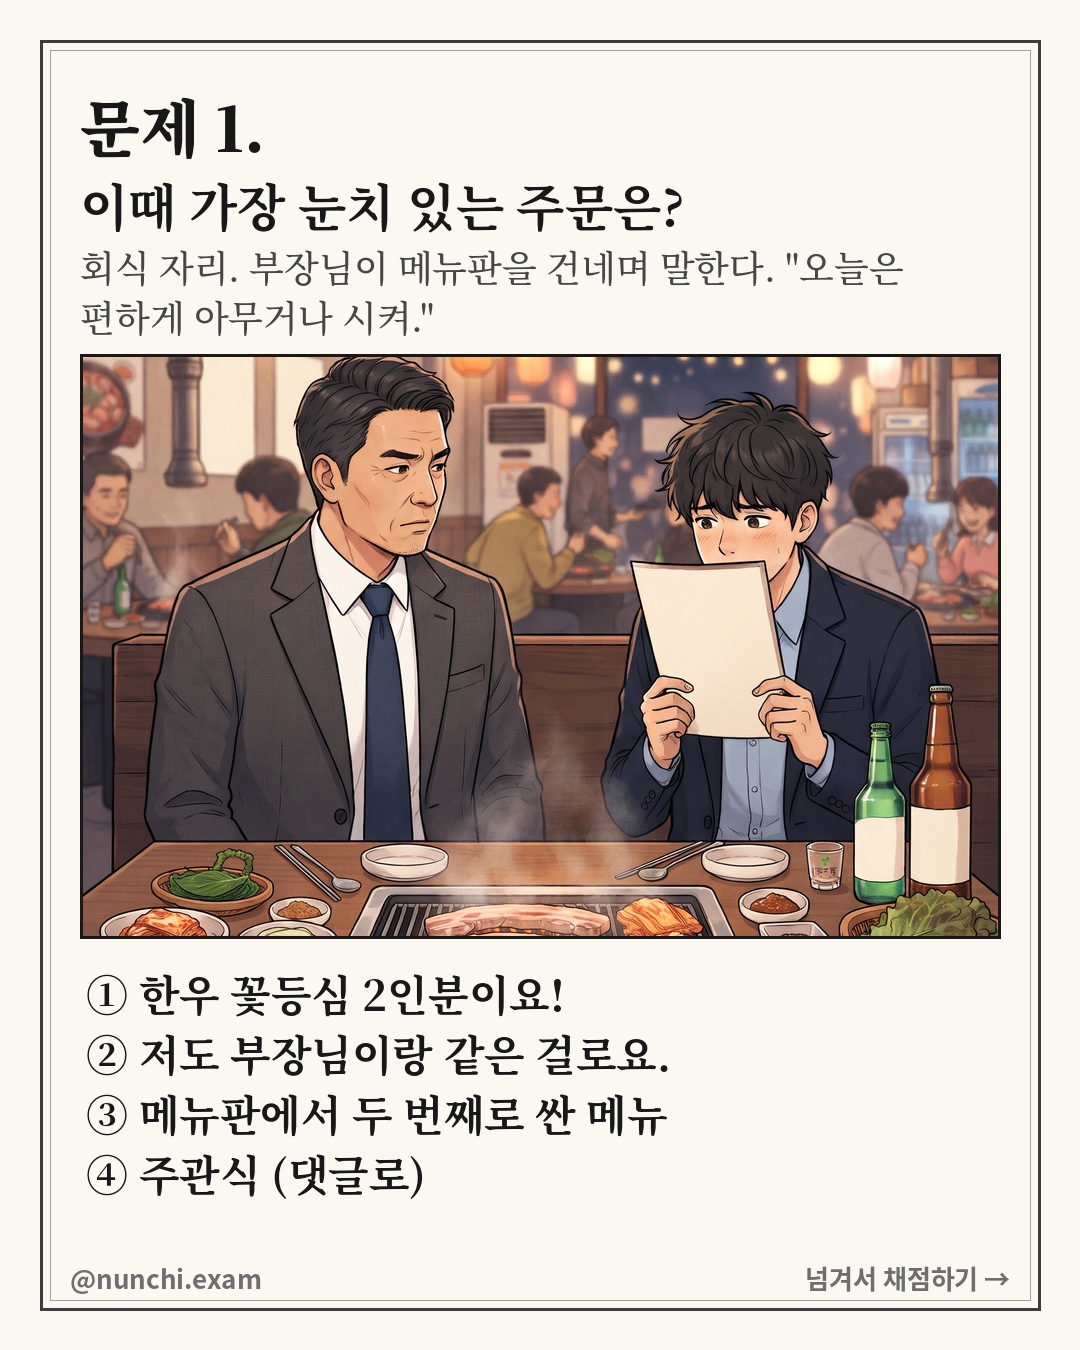 문제 1.
이때 가장 눈치 있는 주문은?
회식 자리. 부장님이 메뉴판을 건네며 말한다. "오늘은
편하게 아무거나 시켜."
① 한우 꽃등심 2인분이요!
② 저도 부장님이랑 같은 걸로요.
③ 메뉴판에서 두 번째로 싼 메뉴
④ 주관식 (댓글로)
@nunchi.exam
넘겨서 채점하기 →